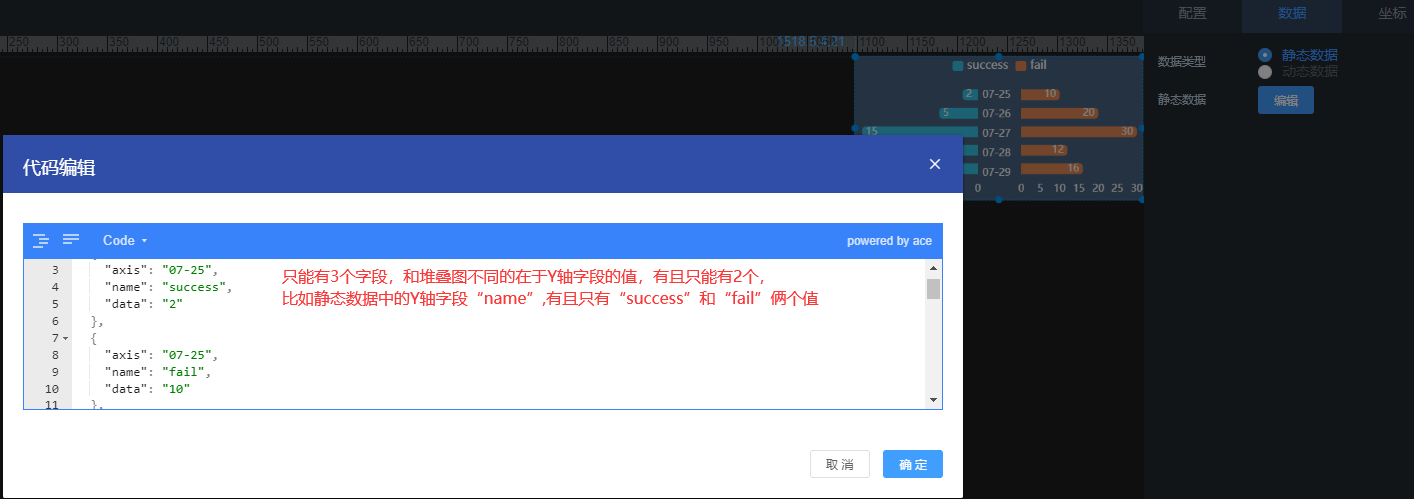 配置 数据 坐标
250 300 350 400 450 500 550 600 650 700 750 800 850 900 950 1100 1150 1200 1250 1300 1350
success fail
数据类型 静态数据
动态数据
静态数据 编辑
2 07-25 10
5 07-26 20
15 07-27 30
07-28 12
07-29 16
0 0 5 10 15 20 25 30
代码编辑
Code powered by ace
3 "axis": "07-25",
4 "name": "success",
5 "data": "2"
6 },
7 {
8 "axis": "07-25",
9 "name": "fail",
10 "data": "10"
11 },
只能有3个字段，和堆叠图不同的在于Y轴字段的值，有且只能有2个，
比如静态数据中的Y轴字段“name”,有且只有“success”和“fail”俩个值
取消 确定